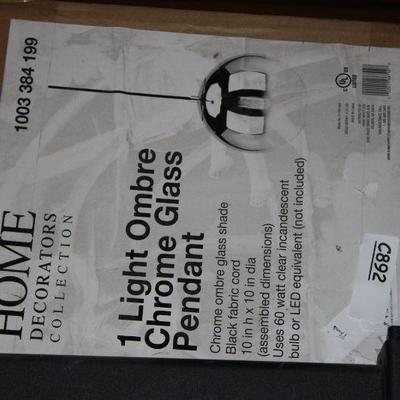 1003 384 199
HOME
DECORATORS
COLLECTION
1 Light Ombre
Chrome Glass
Pendant
Chrome ombre glass shade
Black fabric cord
10 in h x 10 in dia
(assembled dimensions)
Uses 60 watt clear incandescent
bulb or LED equivalent (not included)
C892